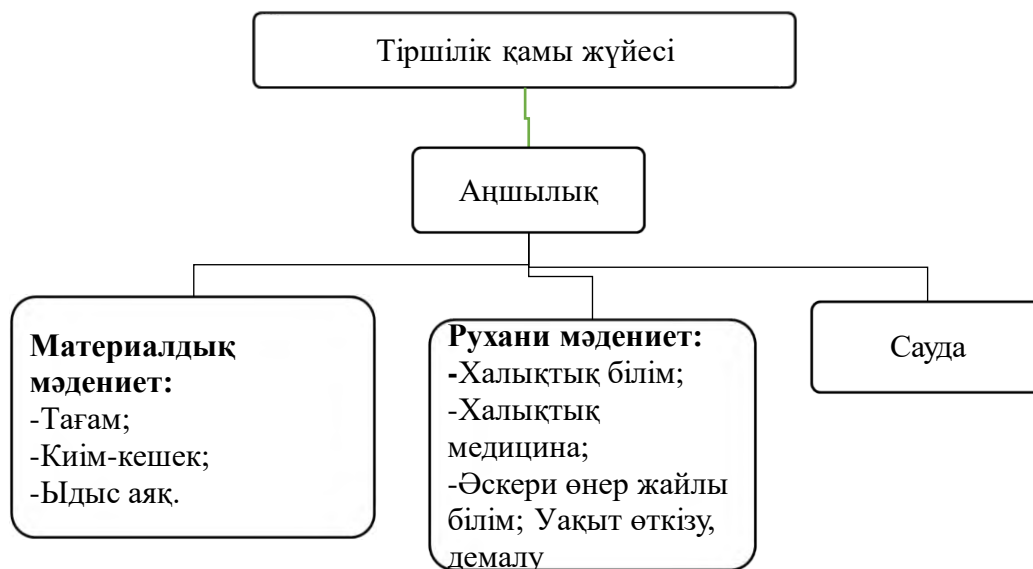 Тіршілік қамы жүйесі
Аңшылық
Материалдық
мәдениет:
-Тағам;
-Киім-кешек;
-Ыдыс аяқ.
Рухани мәдениет:
-Халықтық білім;
-Халықтық
медицина;
-Әскери өнер жайлы
білім; Уақыт өткізу,
демалу
Сауда